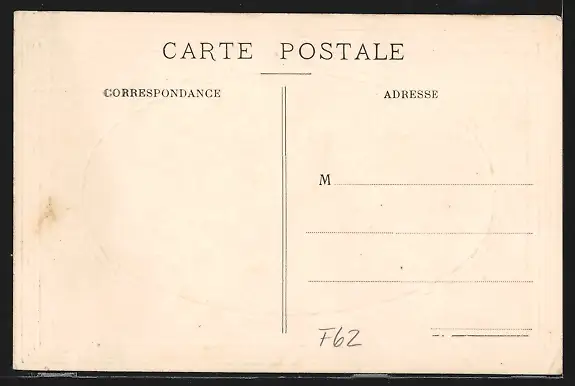 CARTE POSTALE
CORRESPONDANCE
ADRESSE
M
F62